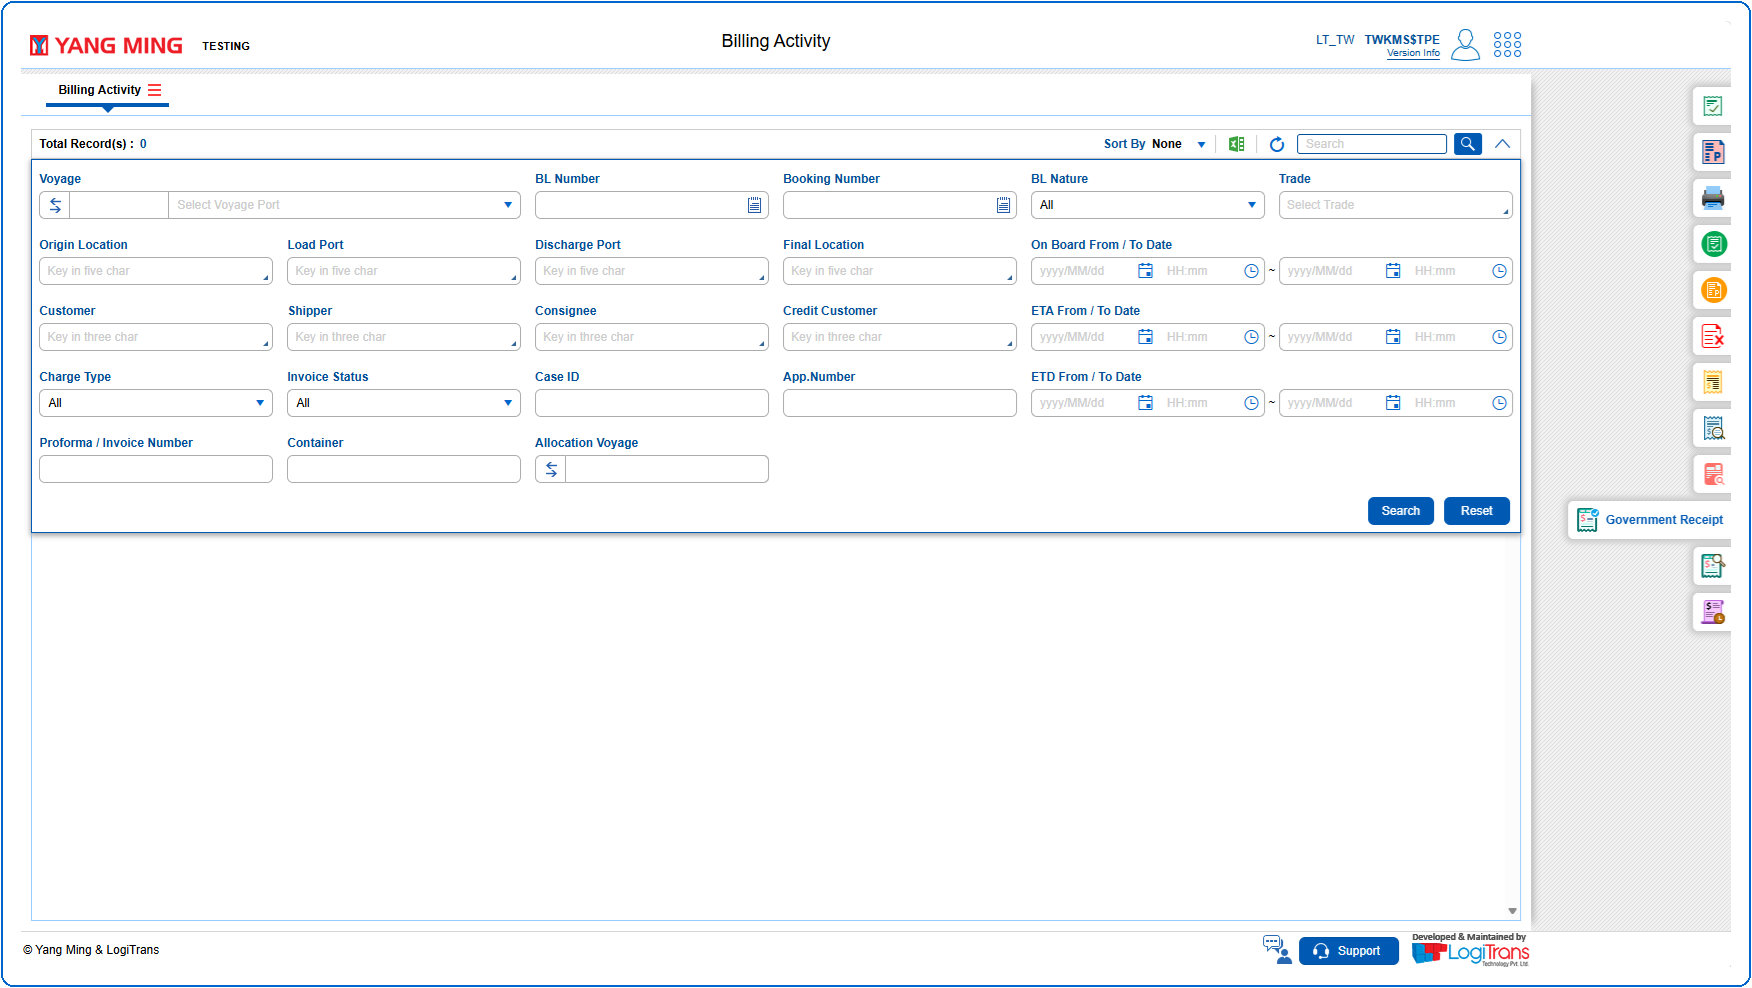 YANG MING TESTING
Billing Activity
LT_TW TWKMS$TPE
Version Info
Billing Activity
Total Record(s) : 0
Sort By None
Search
Voyage BL Number Booking Number BL Nature Trade
Select Voyage Port All Select Trade
Origin Location Load Port Discharge Port Final Location On Board From / To Date
Key in five char Key in five char Key in five char Key in five char yyyy/MM/dd HH:mm ~ yyyy/MM/dd HH:mm
Customer Shipper Consignee Credit Customer ETA From / To Date
Key in three char Key in three char Key in three char Key in three char yyyy/MM/dd HH:mm ~ yyyy/MM/dd HH:mm
Charge Type Invoice Status Case ID App.Number ETD From / To Date
All All yyyy/MM/dd HH:mm ~ yyyy/MM/dd HH:mm
Proforma / Invoice Number Container Allocation Voyage
Search Reset
Government Receipt
© Yang Ming & LogiTrans
Support
Developed & Maintained by
LogiTrans
Technology Pvt. Ltd.